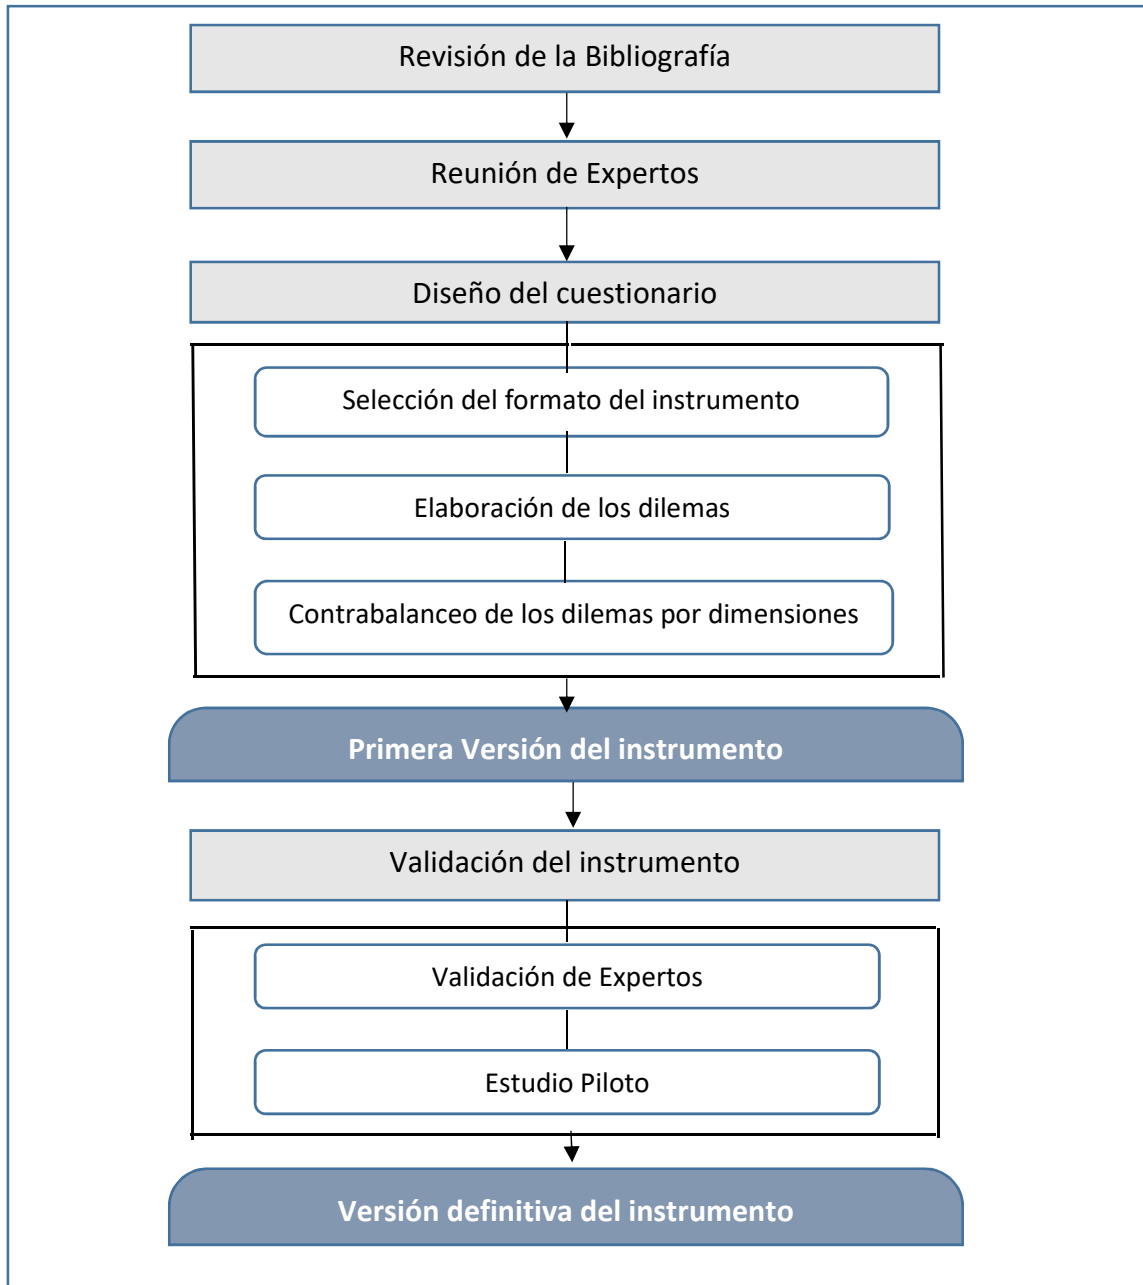 Revisión de la Bibliografía
Reunión de Expertos
Diseño del cuestionario
Selección del formato del instrumento
Elaboración de los dilemas
Contrabalanceo de los dilemas por dimensiones
Primera Versión del instrumento
Validación del instrumento
Validación de Expertos
Estudio Piloto
Versión definitiva del instrumento